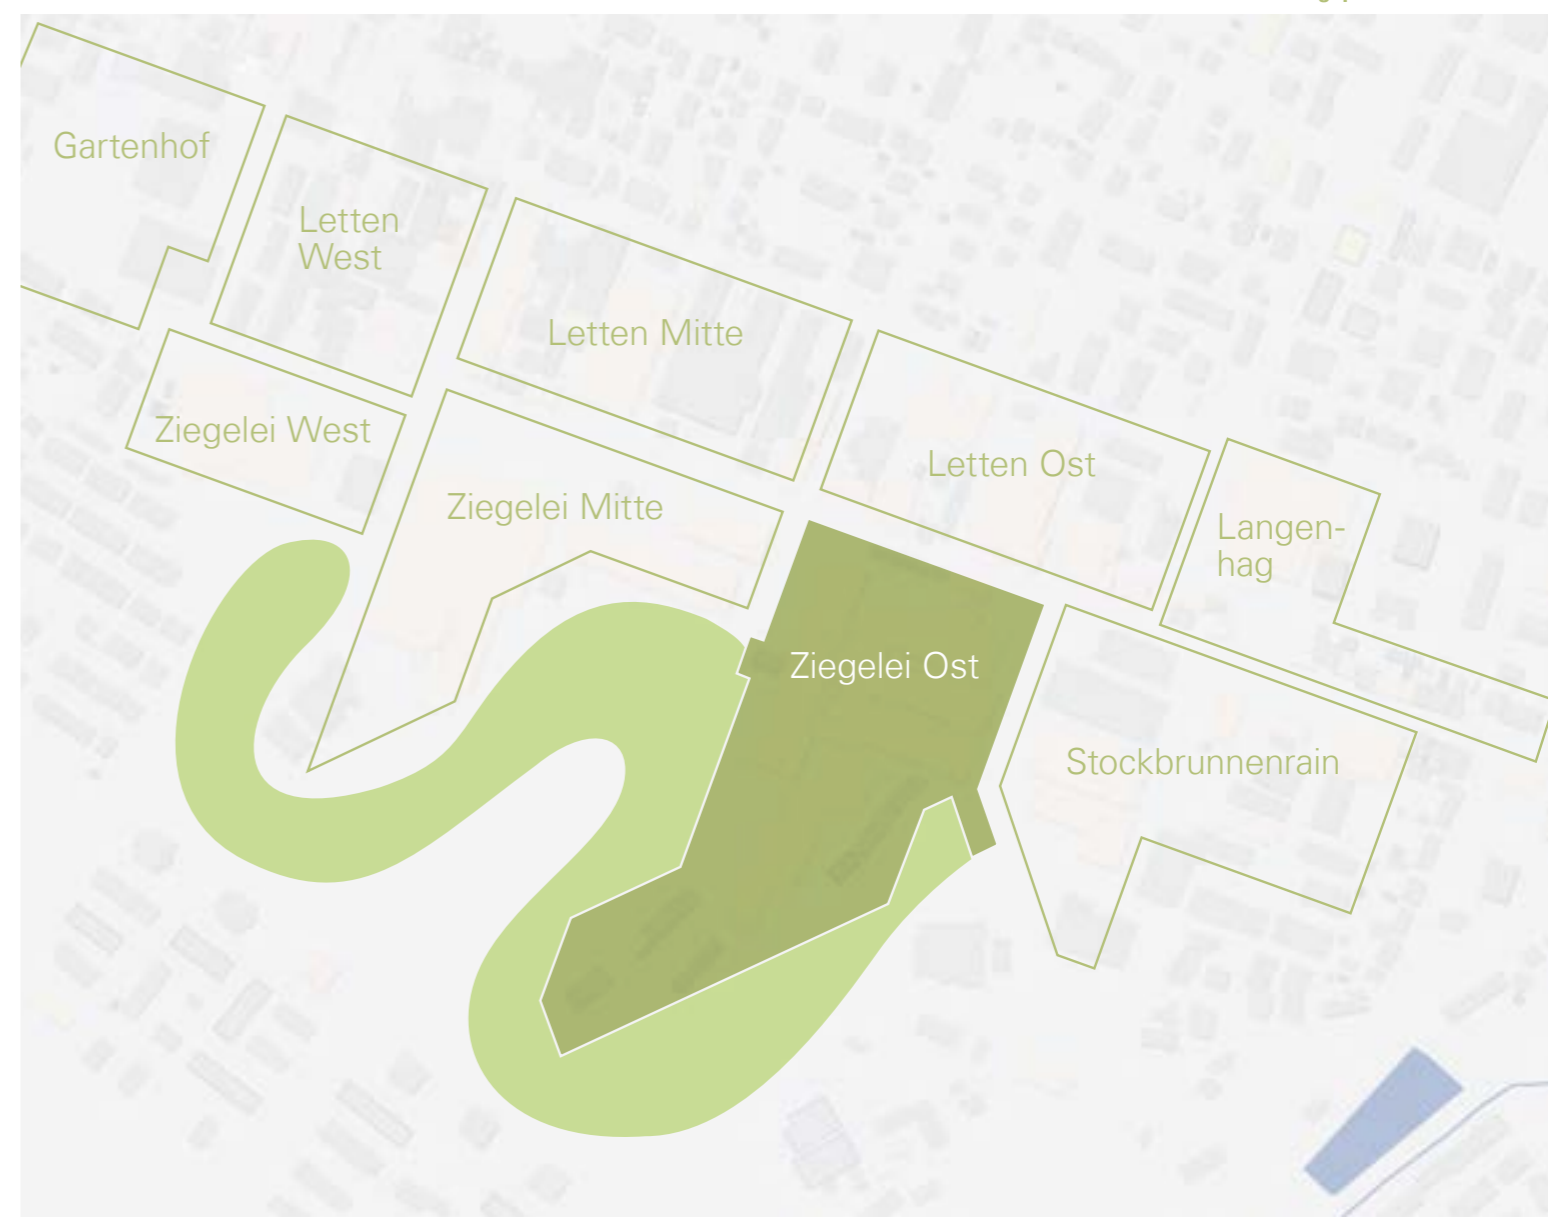 Gartenhof
Letten
West
Letten Mitte
Ziegelei West
Letten Ost
Ziegelei Mitte
Langen-
hag
Ziegelei Ost
Stockbrunnenrain